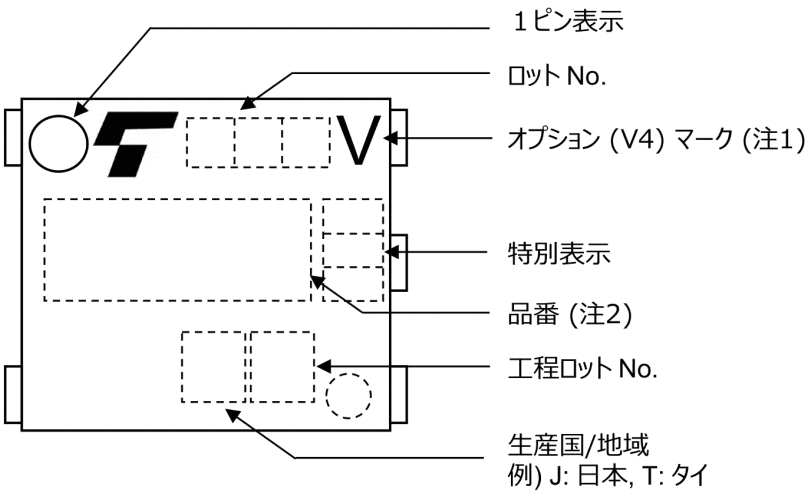 1ピン表示
ロット No.
V
オプション (V4) マーク (注1)
特別表示
品番 (注2)
工程ロット No.
生産国/地域
例) J: 日本, T: タイ